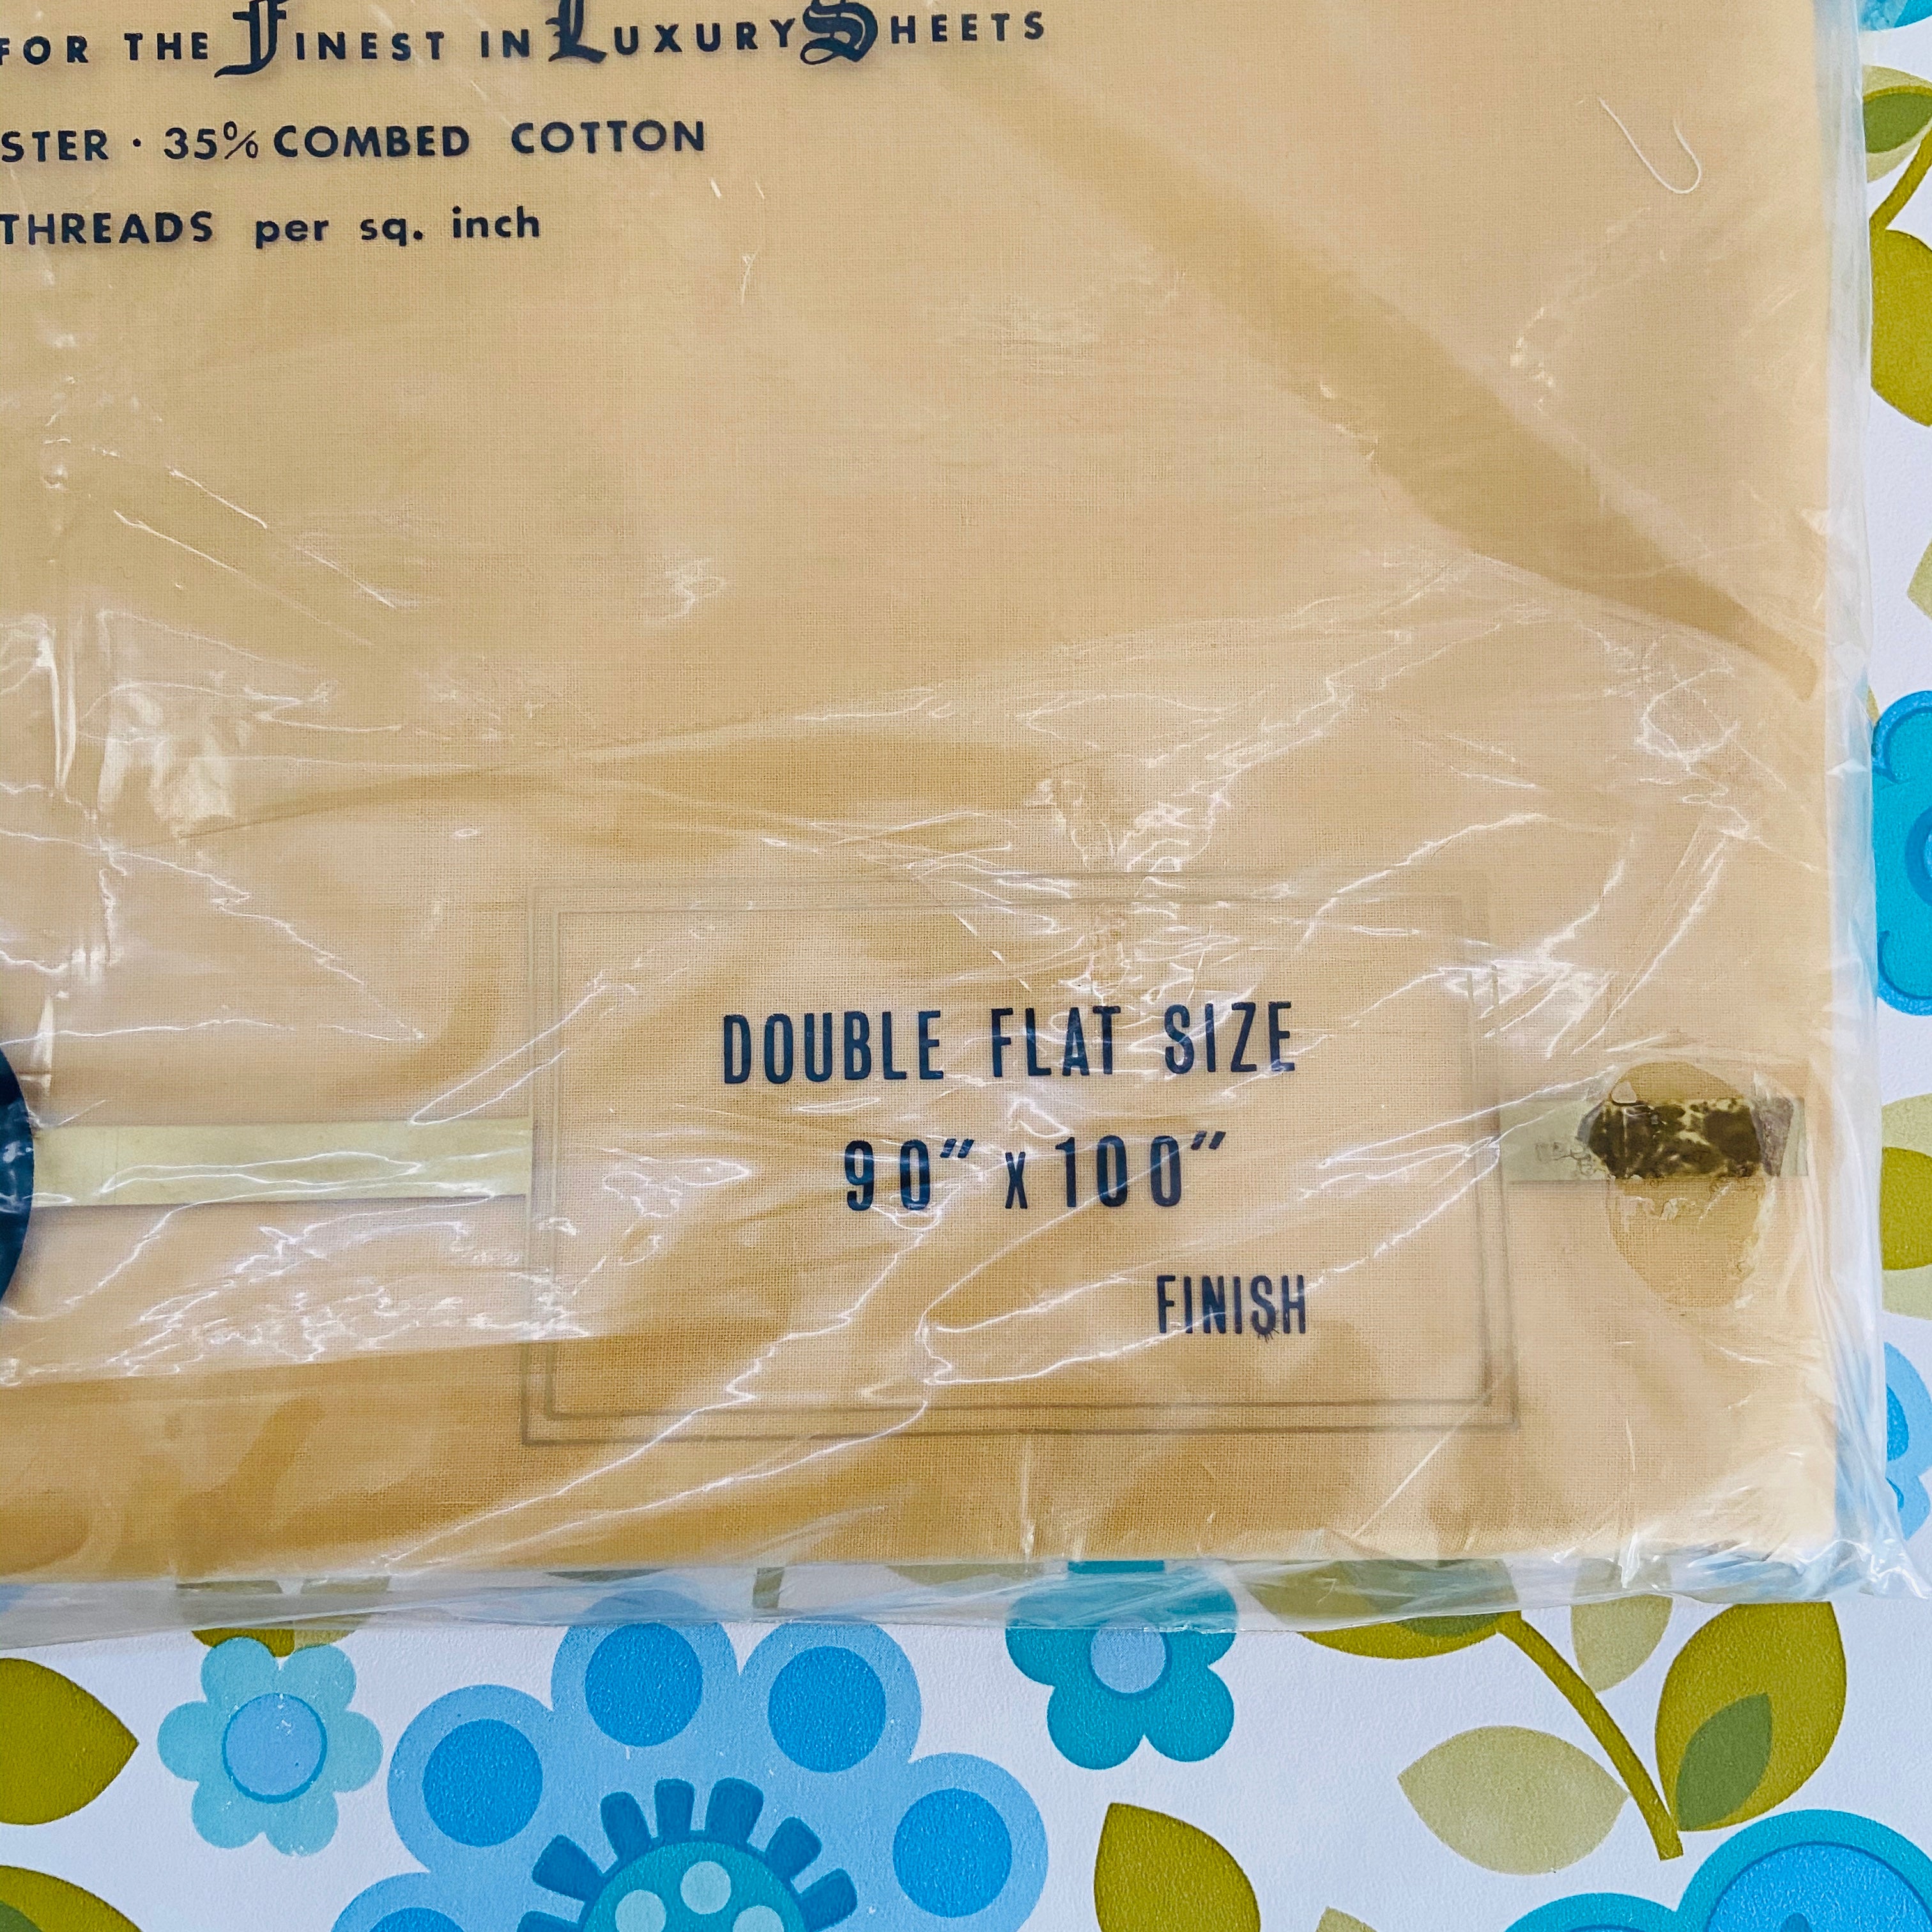 FOR THE FINEST IN LUXURY SHEETS
STER · 35% COMBED COTTON
THREADS per sq. inch
DOUBLE FLAT SIZE
90" x 100"
FINISH